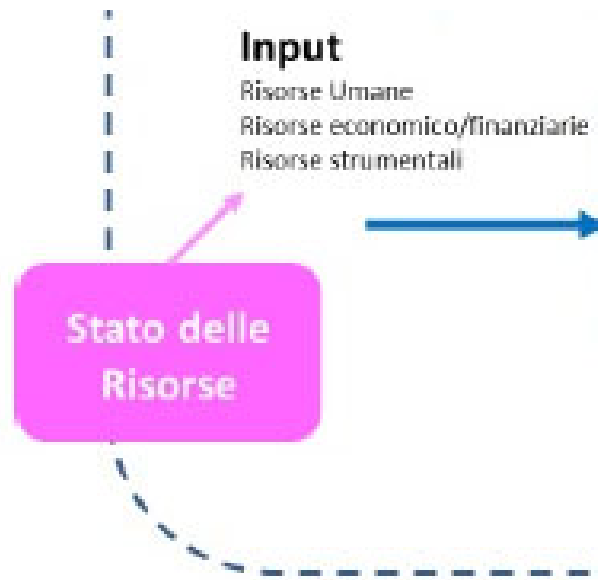 Input
Risorse Umane
Risorse economico/finanziarie
Risorse strumentali
Stato delle
Risorse